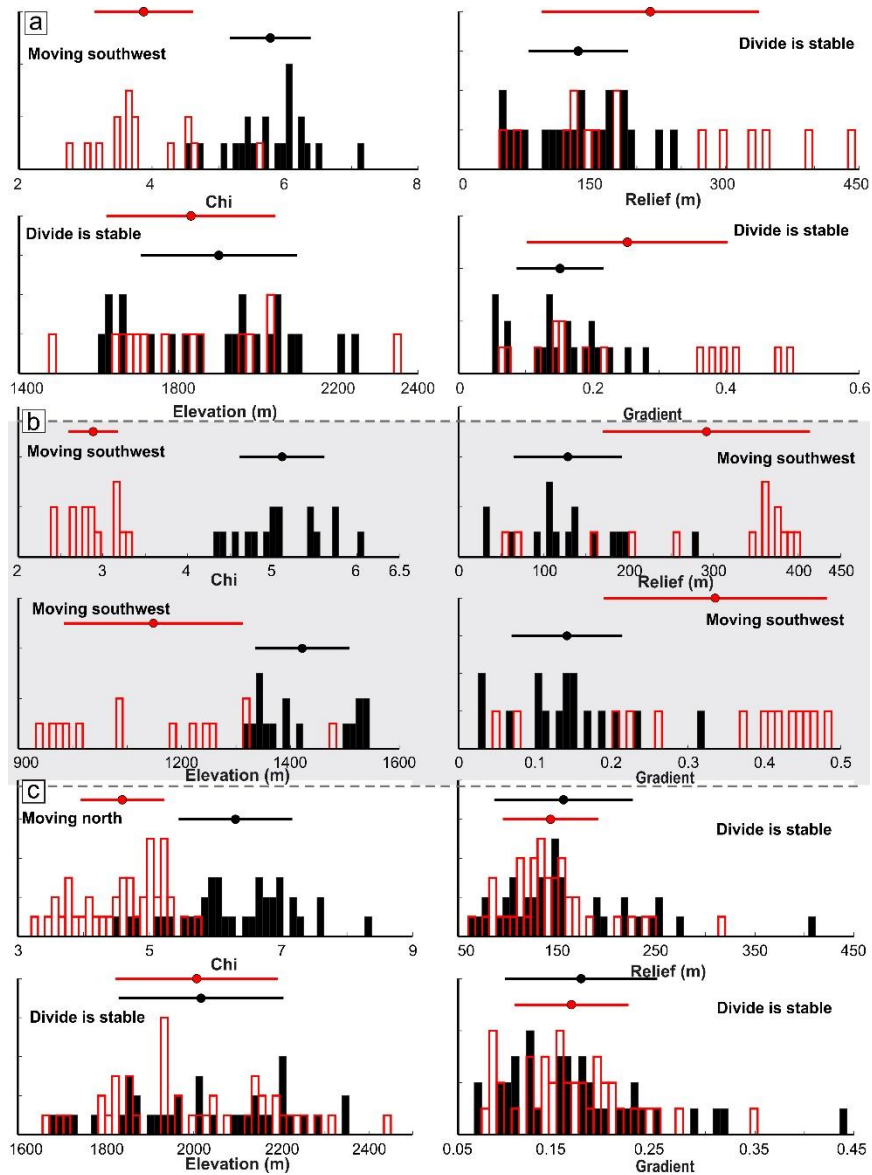 a
Moving southwest
2 4 6 8
Chi
Divide is stable
0 150 300 450
Relief (m)
Divide is stable
1400 1800 2200 2400
Elevation (m)
Divide is stable
0 0.2 0.4 0.6
Gradient
b
Moving southwest
2 3 4 5 6 6.5
Chi
Moving southwest
0 100 200 300 400 450
Relief (m)
Moving southwest
900 1200 1600
Elevation (m)
Moving southwest
0 0.1 0.2 0.3 0.4 0.5
Gradient
c
Moving north
3 5 7 9
Chi
Divide is stable
50 150 250 350 450
Relief (m)
Divide is stable
1600 1800 2000 2200 2400
Elevation (m)
Divide is stable
0.05 0.15 0.25 0.35 0.45
Gradient